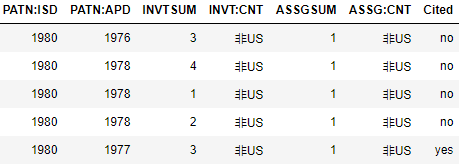 PATN:ISD PATN:APD INVTSUM INVT:CNT ASSGSUM ASSG:CNT Cited
1980 1976 3 非US 1 非US no
1980 1978 4 非US 1 非US no
1980 1978 1 非US 1 非US no
1980 1978 2 非US 1 非US no
1980 1977 3 非US 1 非US yes